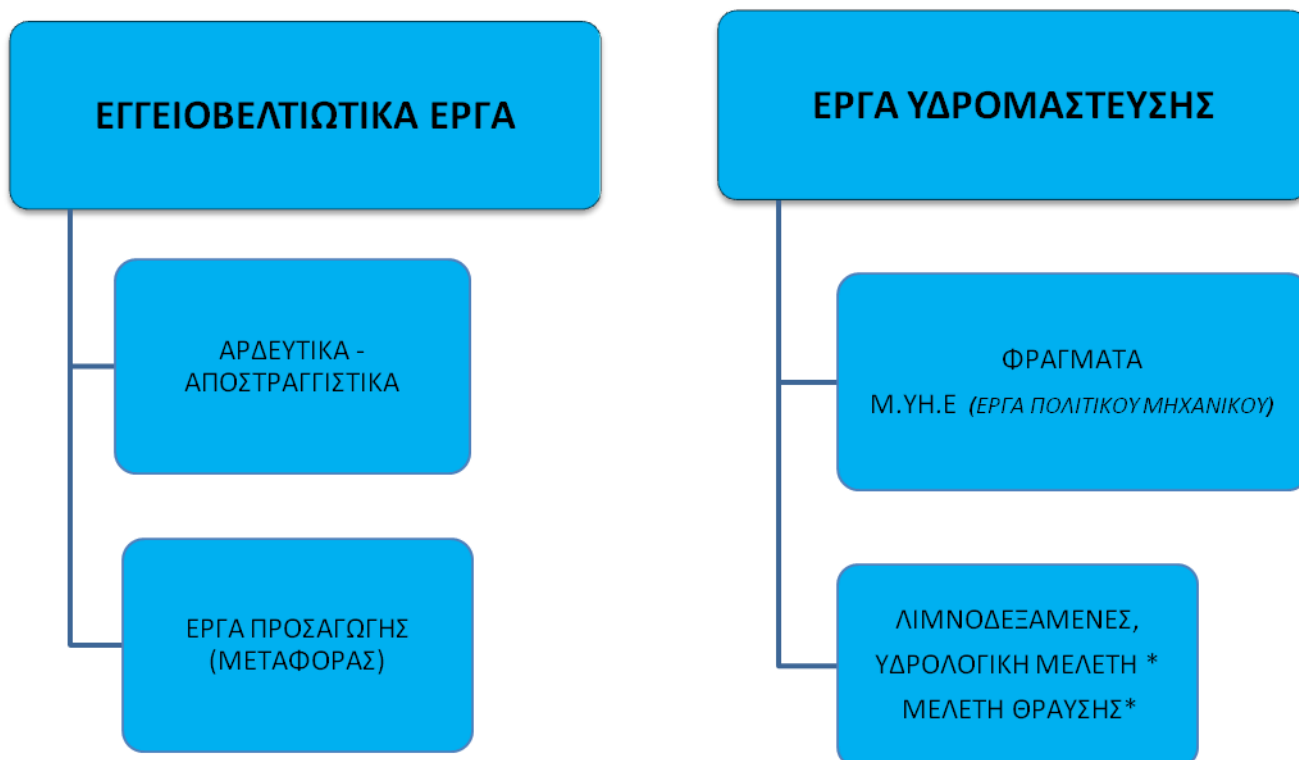 ΕΓΓΕΙΟΒΕΛΤΙΩΤΙΚΑ ΕΡΓΑ
ΑΡΔΕΥΤΙΚΑ -
ΑΠΟΣΤΡΑΓΓΙΣΤΙΚΑ
ΕΡΓΑ ΠΡΟΣΑΓΩΓΗΣ
(ΜΕΤΑΦΟΡΑΣ)
ΕΡΓΑ ΥΔΡΟΜΑΣΤΕΥΣΗΣ
ΦΡΑΓΜΑΤΑ
Μ.ΥΗ.Ε (ΕΡΓΑ ΠΟΛΙΤΙΚΟΥ ΜΗΧΑΝΙΚΟΥ)
ΛΙΜΝΟΔΕΞΑΜΕΝΕΣ,
ΥΔΡΟΛΟΓΙΚΗ ΜΕΛΕΤΗ *
ΜΕΛΕΤΗ ΘΡΑΥΣΗΣ*